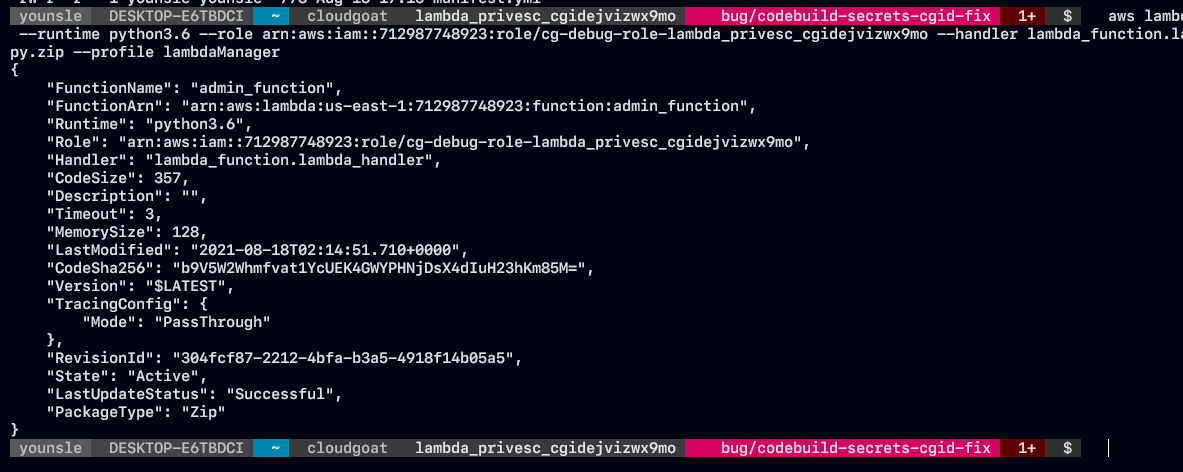 younsle DESKTOP-E6TBDCI ~ cloudgoat lambda_privesc_cgidejvizwx9mo bug/codebuild-secrets-cgid-fix 1+ $ aws lamb
--runtime python3.6 --role arn:aws:iam::712987748923:role/cg-debug-role-lambda_privesc_cgidejvizwx9mo --handler lambda_function.la
py.zip --profile lambdaManager
{
    "FunctionName": "admin_function",
    "FunctionArn": "arn:aws:lambda:us-east-1:712987748923:function:admin_function",
    "Runtime": "python3.6",
    "Role": "arn:aws:iam::712987748923:role/cg-debug-role-lambda_privesc_cgidejvizwx9mo",
    "Handler": "lambda_function.lambda_handler",
    "CodeSize": 357,
    "Description": "",
    "Timeout": 3,
    "MemorySize": 128,
    "LastModified": "2021-08-18T02:14:51.710+0000",
    "CodeSha256": "b9V5W2Whmfvat1YcUEK4GWYPHNjDsX4dIuH23hKm85M=",
    "Version": "$LATEST",
    "TracingConfig": {
        "Mode": "PassThrough"
    },
    "RevisionId": "304fcf87-2212-4bfa-b3a5-4918f14b05a5",
    "State": "Active",
    "LastUpdateStatus": "Successful",
    "PackageType": "Zip"
}
younsle DESKTOP-E6TBDCI ~ cloudgoat lambda_privesc_cgidejvizwx9mo bug/codebuild-secrets-cgid-fix 1+ $